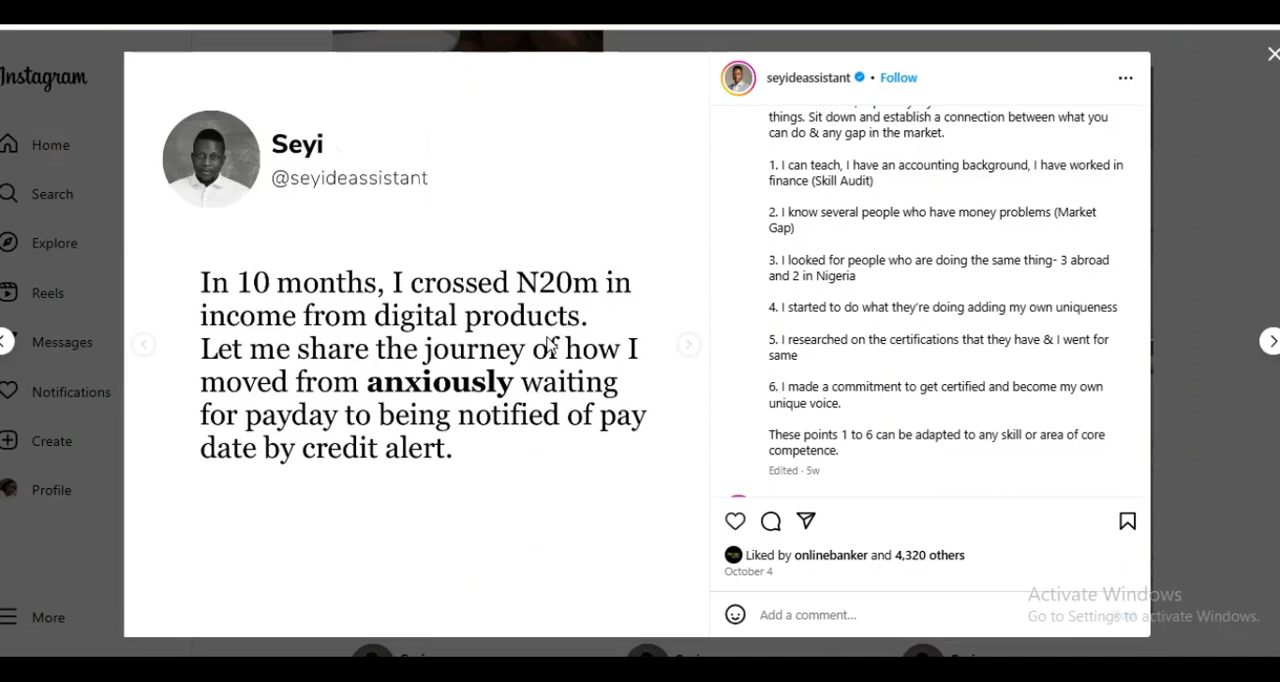 Instagram
Home
Search
Explore
Reels
Messages
Notifications
Create
Profile
More
Seyi
@seyideassistant
In 10 months, I crossed N20m in
income from digital products.
Let me share the journey of how I
moved from anxiously waiting
for payday to being notified of pay
date by credit alert.
seyideassistant • Follow
things. Sit down and establish a connection between what you
can do & any gap in the market.
1. I can teach, I have an accounting background, I have worked in
finance (Skill Audit)
2. I know several people who have money problems (Market
Gap)
3. I looked for people who are doing the same thing- 3 abroad
and 2 in Nigeria
4. I started to do what they're doing adding my own uniqueness
5. I researched on the certifications that they have & I went for
same
6. I made a commitment to get certified and become my own
unique voice.
These points 1 to 6 can be adapted to any skill or area of core
competence.
Edited · 5w
Liked by onlinebanker and 4,320 others
October 4
Add a comment...
Activate Windows
Go to Settings to activate Windows.